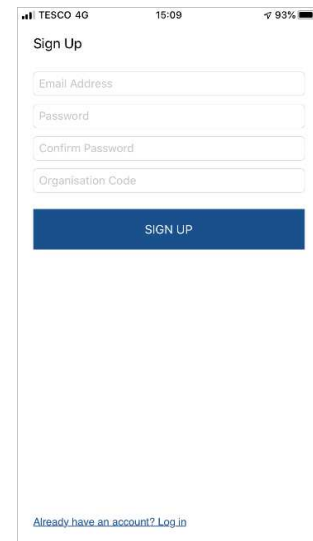 TESCO 4G 15:09 93%
Sign Up
Email Address
Password
Confirm Password
Organisation Code
SIGN UP
Already have an account? Log in